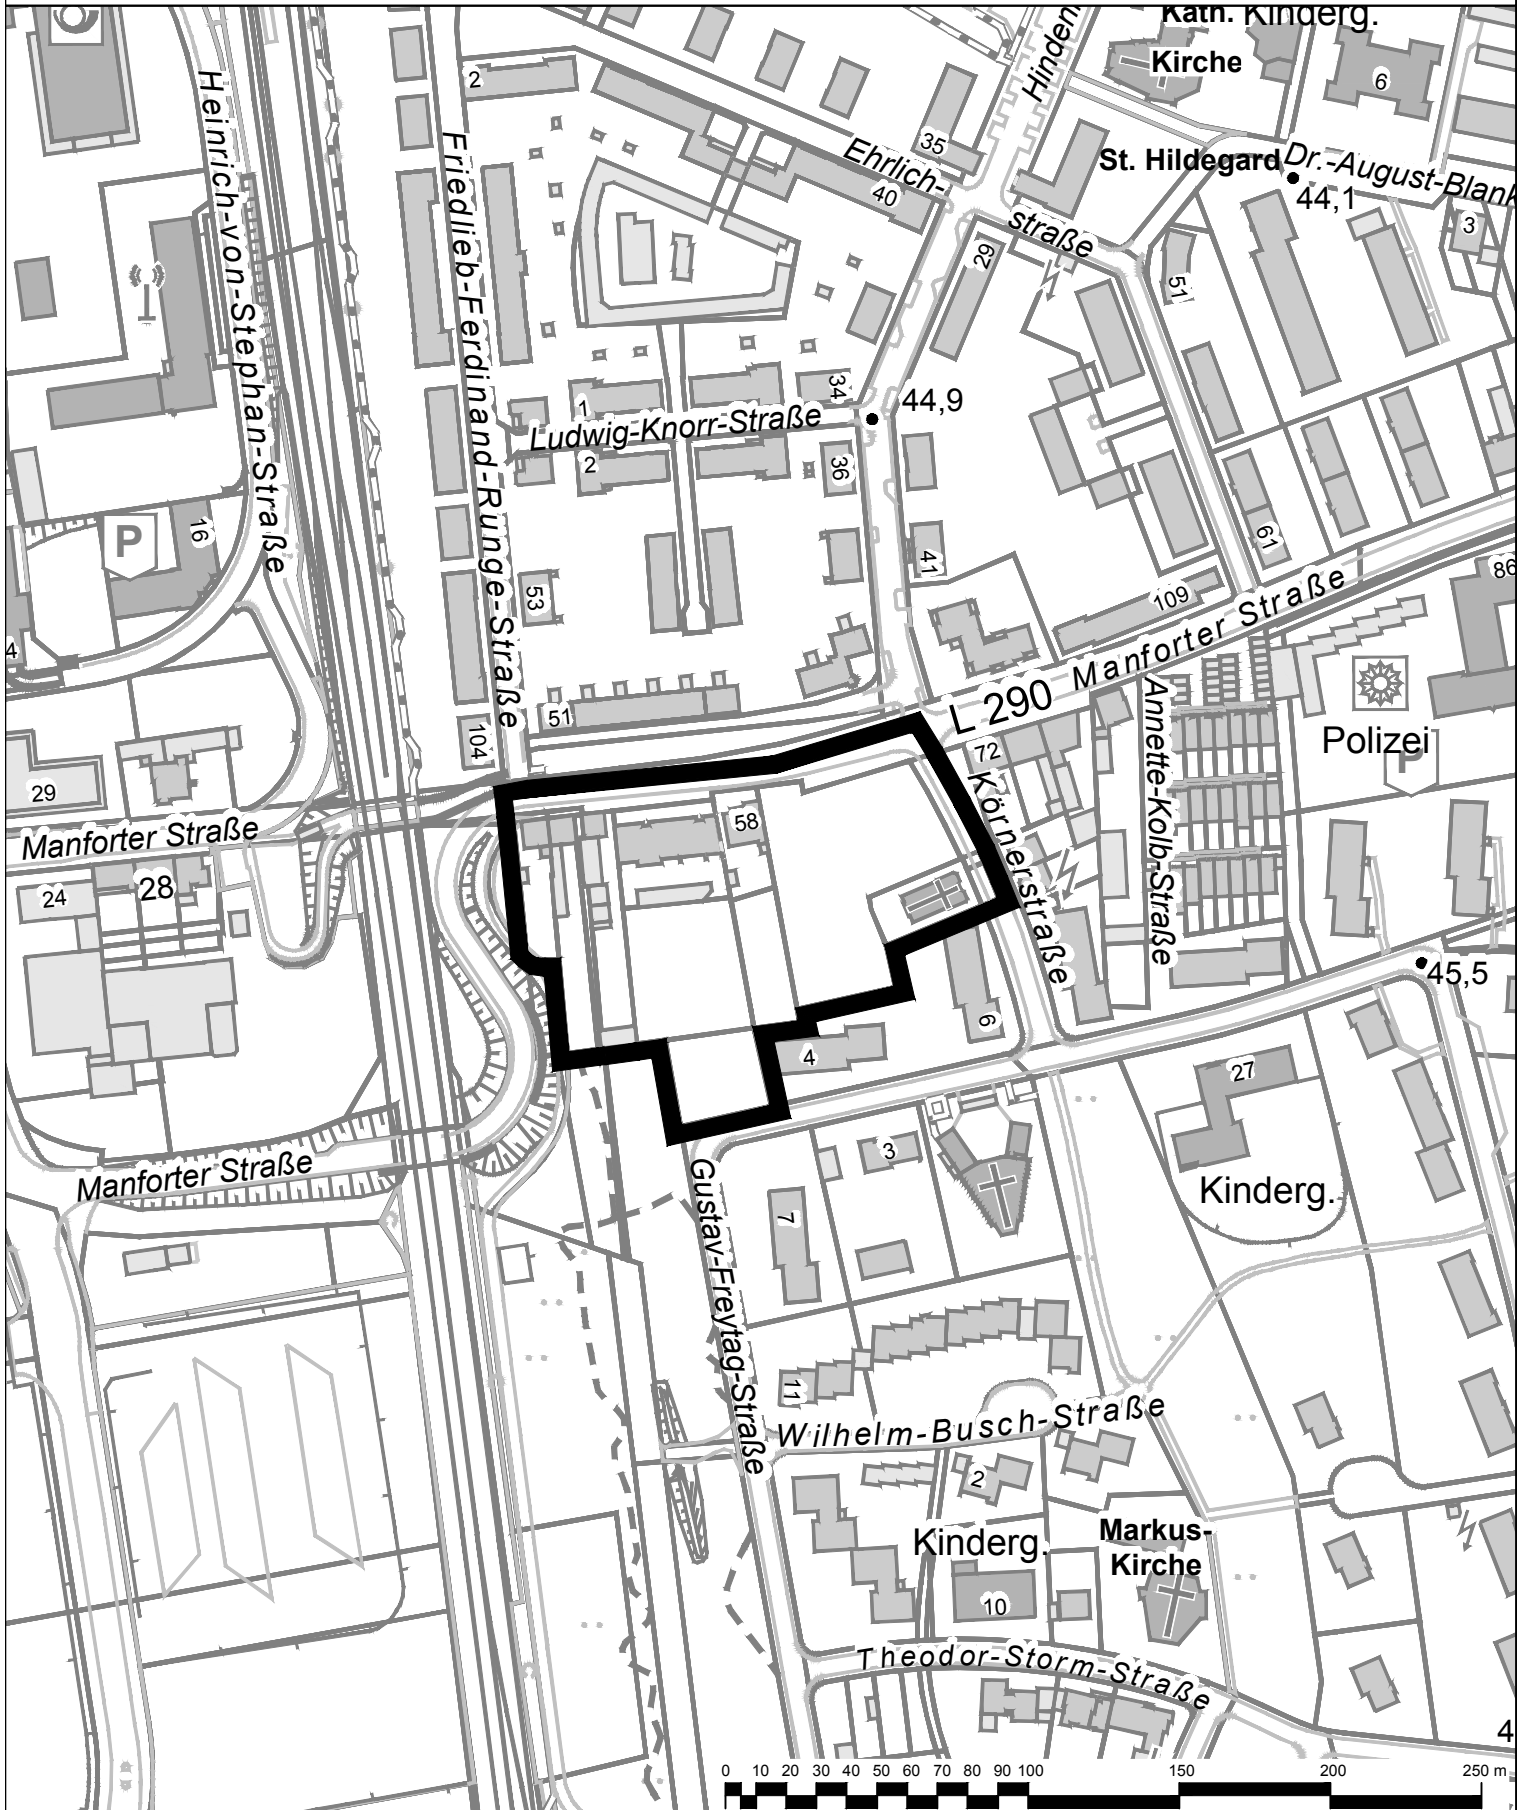 Kath. Kinderg.
Kirche
Hinden
6
2
Heinrich-von-Stephan-Straße
Friedlieb-Ferdinand-Runge-Straße
35
Ehrlich-
40
St. Hildegard
Dr.-August-Blank
44,1
3
straße
29
51
34
44,9
1
Ludwig-Knorr-Straße
2
36
P
16
41
61
53
109
86
4
Manforter Straße
L 290
51
104
72
Annette-Kolb-Straße
Polizei
P
29
Körnerstraße
58
Manforter Straße
24
28
45,5
6
4
27
3
Manforter Straße
Kinderg.
7
Gustav-Freytag-Straße
11
Wilhelm-Busch-Straße
2
Kinderg.
Markus-
Kirche
10
Theodor-Storm-Straße
4
0 10 20 30 40 50 60 70 80 90 100 150 200 250 m